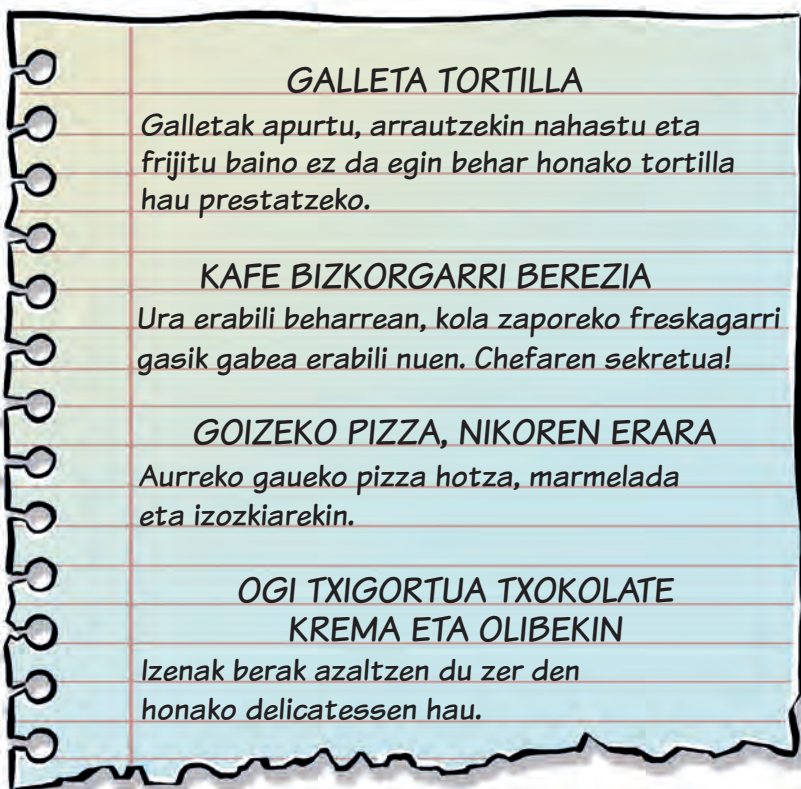 GALLETA TORTILLA
Galletak apurtu, arrautzekin nahastu eta
frijitu baino ez da egin behar honako tortilla
hau prestatzeko.
KAFE BIZKORGARRI BEREZIA
Ura erabili beharrean, kola zaporeko freskagarri
gasik gabea erabili nuen. Chefaren sekretua!
GOIZEKO PIZZA, NIKOREN ERARA
Aurreko gaueko pizza hotza, marmelada
eta izozkiarekin.
OGI TXIGORTUA TXOKOLATE
KREMA ETA OLIBEKIN
Izenak berak azaltzen du zer den
honako delicatessen hau.